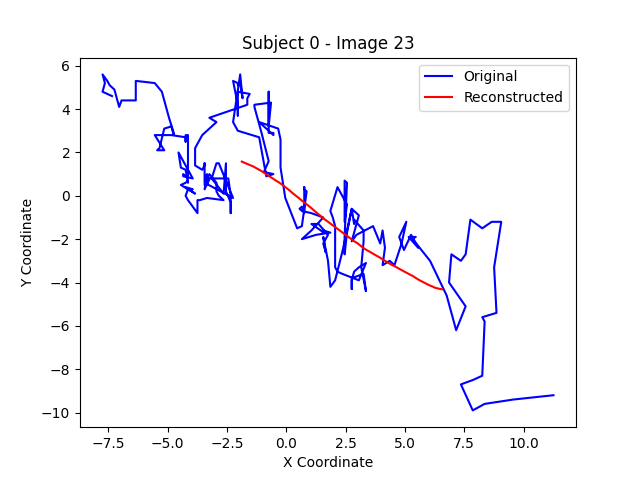 Subject 0 - Image 23
Original
Reconstructed
6
4
2
0
−2
−4
−6
−8
−10
Y Coordinate
−7.5 −5.0 −2.5 0.0 2.5 5.0 7.5 10.0
X Coordinate